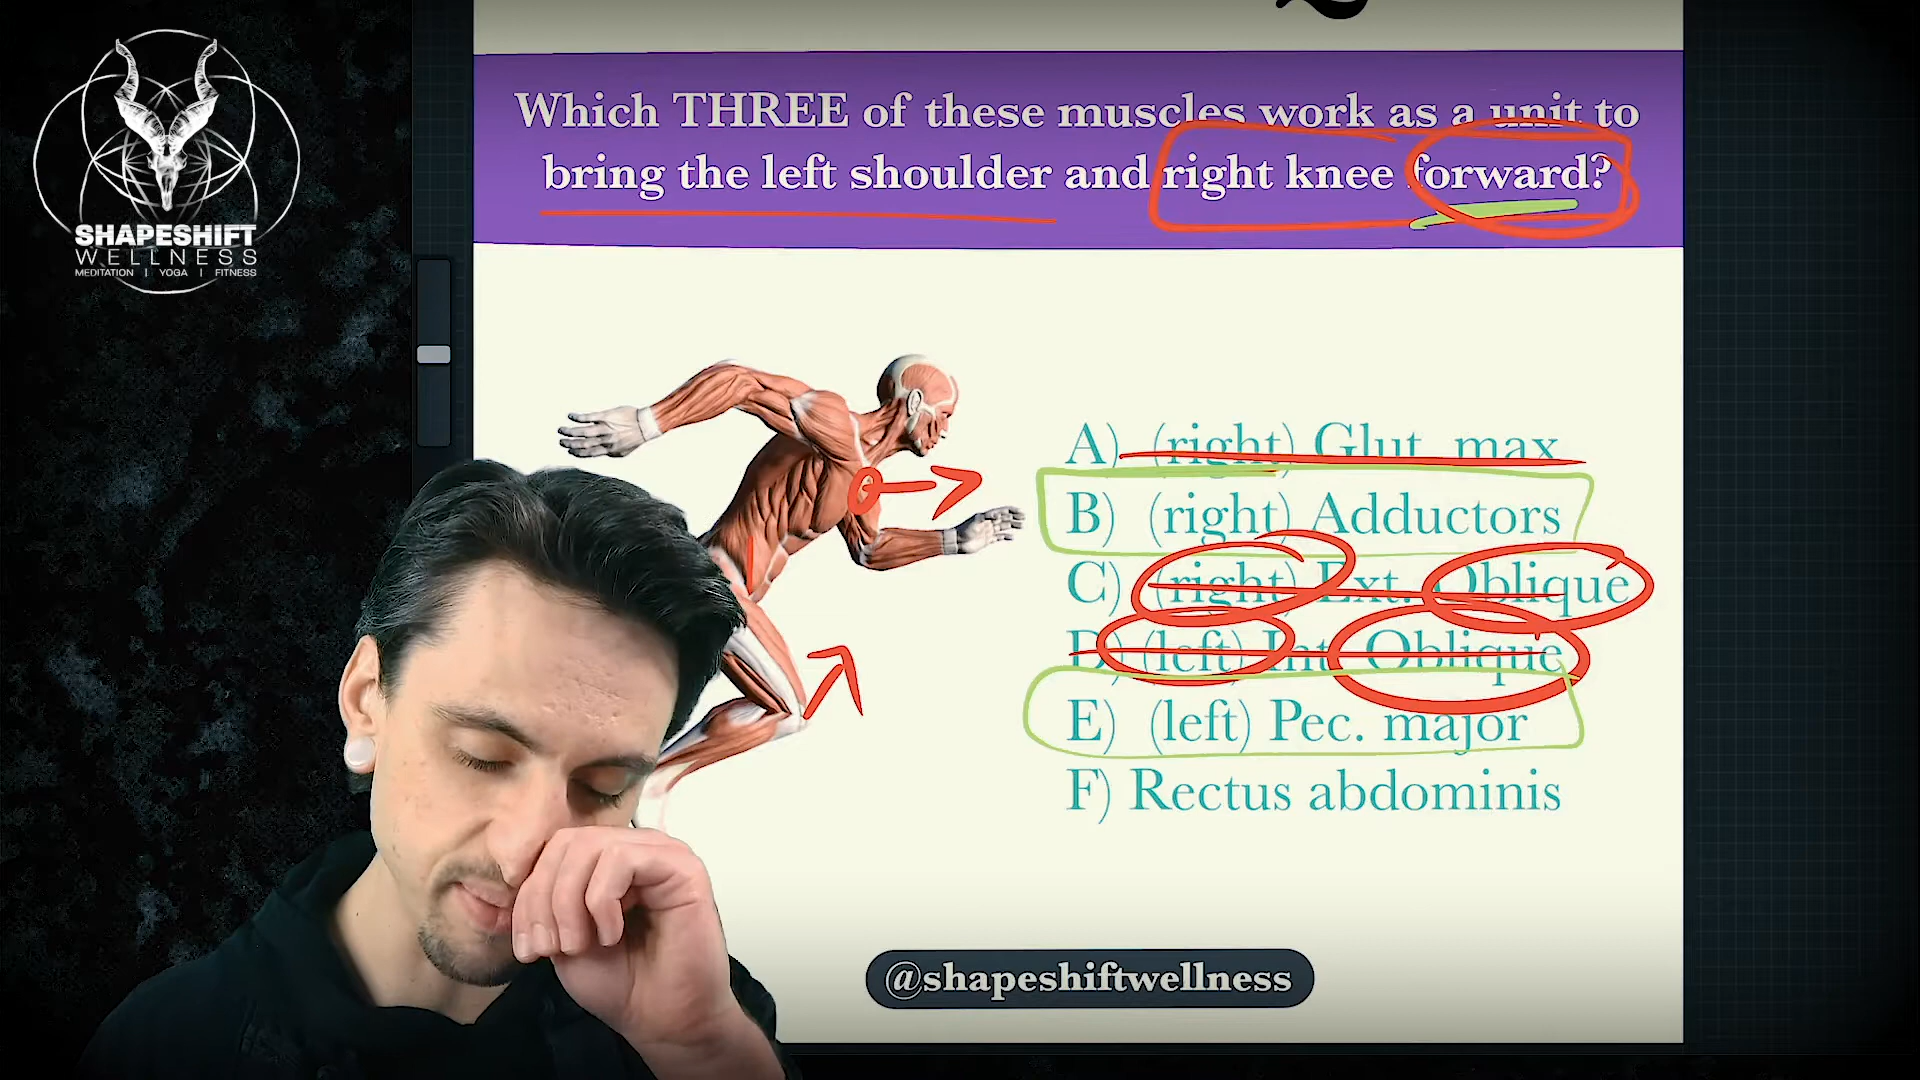 SHAPESHIFT
WELLNESS
MEDITATION | YOGA | FITNESS
Which THREE of these muscles work as a unit to
bring the left shoulder and right knee forward?
A) (right) Glut. max
B) (right) Adductors
C) (right) Ext. Oblique
D) (left) Int. Oblique
E) (left) Pec. major
F) Rectus abdominis
@shapeshiftwellness